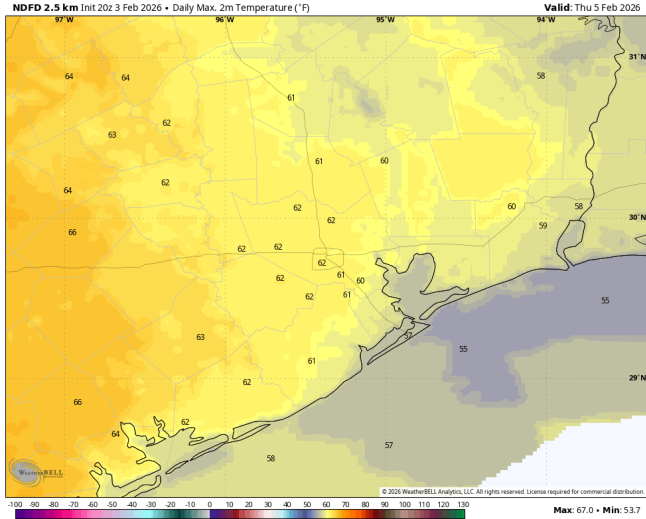 NDFD 2.5 km Init 20z 3 Feb 2026 • Daily Max. 2m Temperature (°F)
Valid: Thu 5 Feb 2026
97°W 96°W 95°W 94°W
31°N
64 64 58
61
63 62
61 60
64 62
62 60 58
66 62 59
30°N
62 62
62
62 61 60
62 61 55
63 57
61 55
62 29°N
66
62
64
58 57
WEATHERBELL
© 2026 WeatherBELL Analytics, LLC. All rights reserved. License required for commercial distribution.
-100 -90 -80 -70 -60 -50 -40 -30 -20 -10 0 10 20 30 40 50 60 70 80 90 100 110 120 130
Max: 67.0 • Min: 53.7